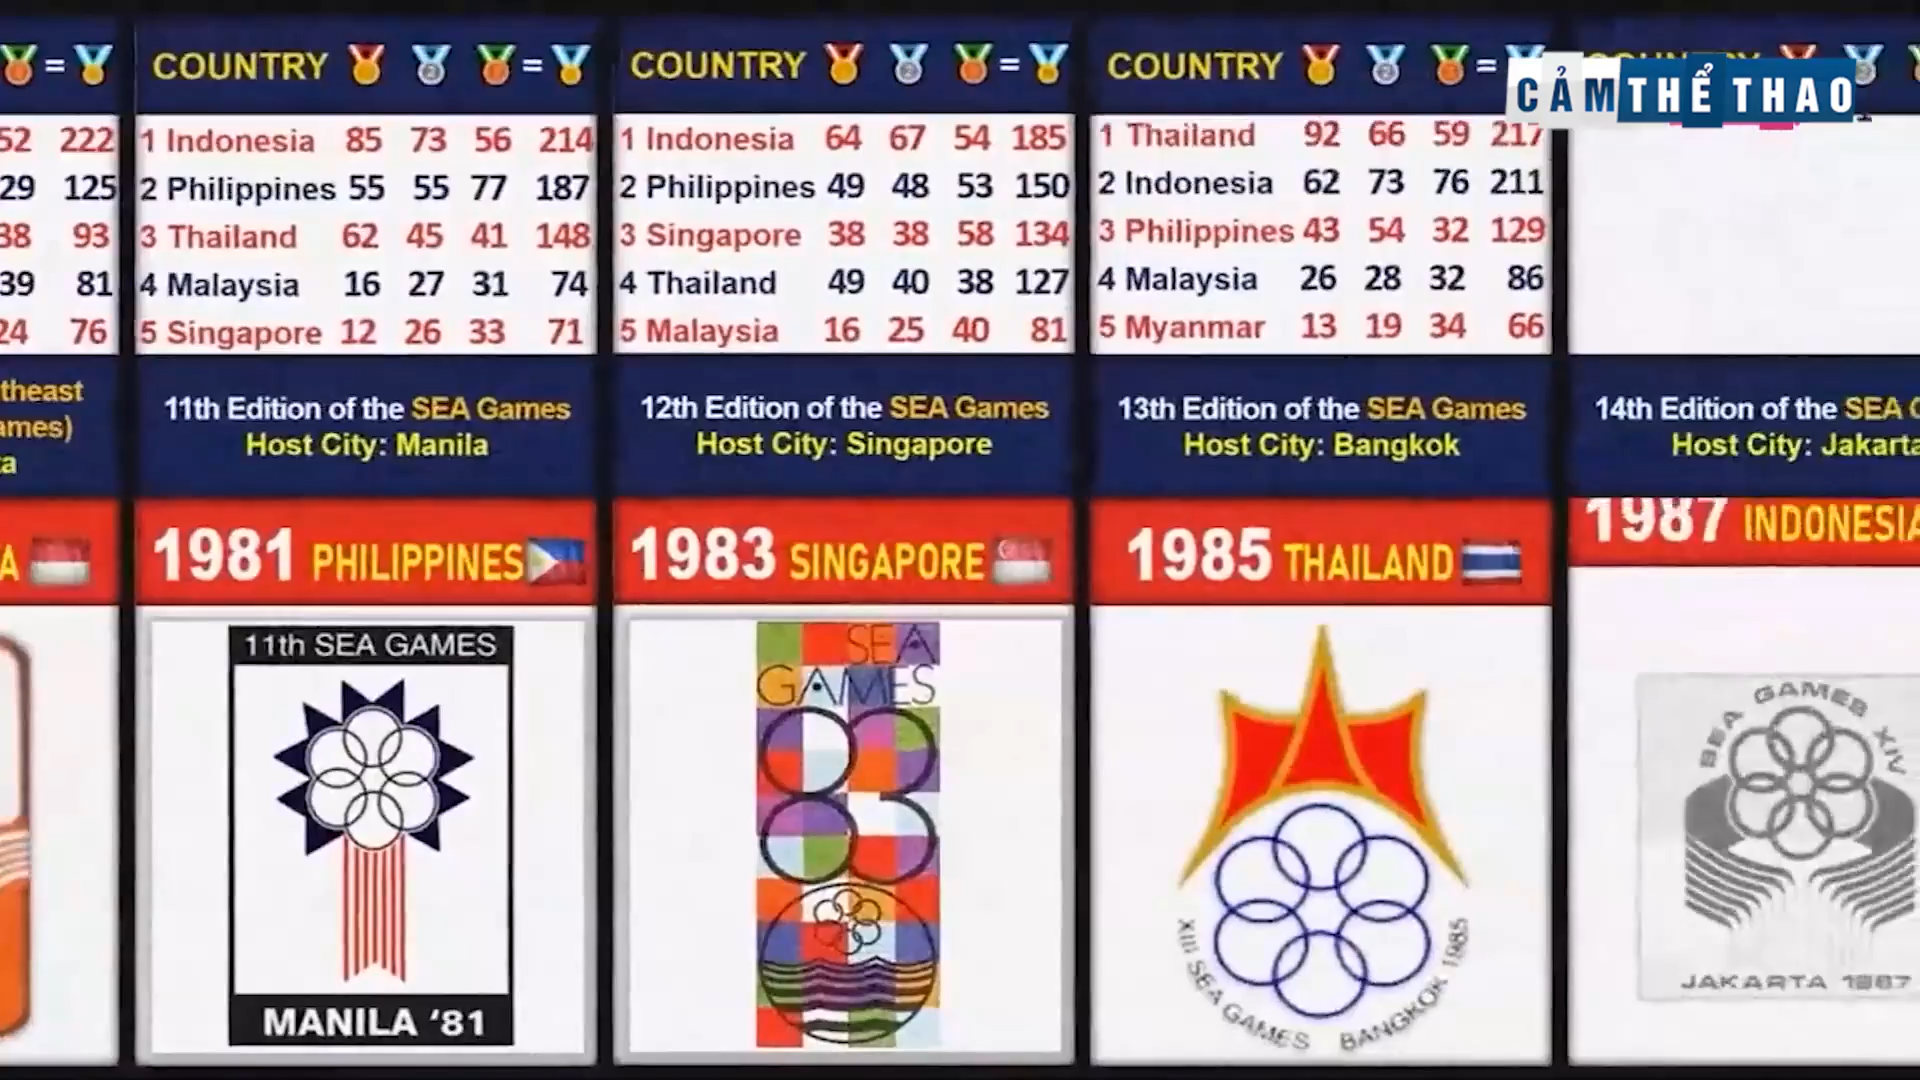 CẢM THỂ THAO
=
52 222
29 125
38 93
39 81
24 76
theast
ames)
ta
A
COUNTRY =
1 Indonesia 85 73 56 214
2 Philippines 55 55 77 187
3 Thailand 62 45 41 148
4 Malaysia 16 27 31 74
5 Singapore 12 26 33 71
11th Edition of the SEA Games
Host City: Manila
1981 PHILIPPINES
11th SEA GAMES
MANILA ‘81
COUNTRY =
1 Indonesia 64 67 54 185
2 Philippines 49 48 53 150
3 Singapore 38 38 58 134
4 Thailand 49 40 38 127
5 Malaysia 16 25 40 81
12th Edition of the SEA Games
Host City: Singapore
1983 SINGAPORE
SEA
GAMES
83
COUNTRY =
1 Thailand 92 66 59 217
2 Indonesia 62 73 76 211
3 Philippines 43 54 32 129
4 Malaysia 26 28 32 86
5 Myanmar 13 19 34 66
13th Edition of the SEA Games
Host City: Bangkok
1985 THAILAND
XIII SEA GAMES BANGKOK 1985
14th Edition of the SEA G
Host City: Jakarta
1987 INDONESIA
SEA GAMES XIV
JAKARTA 1987